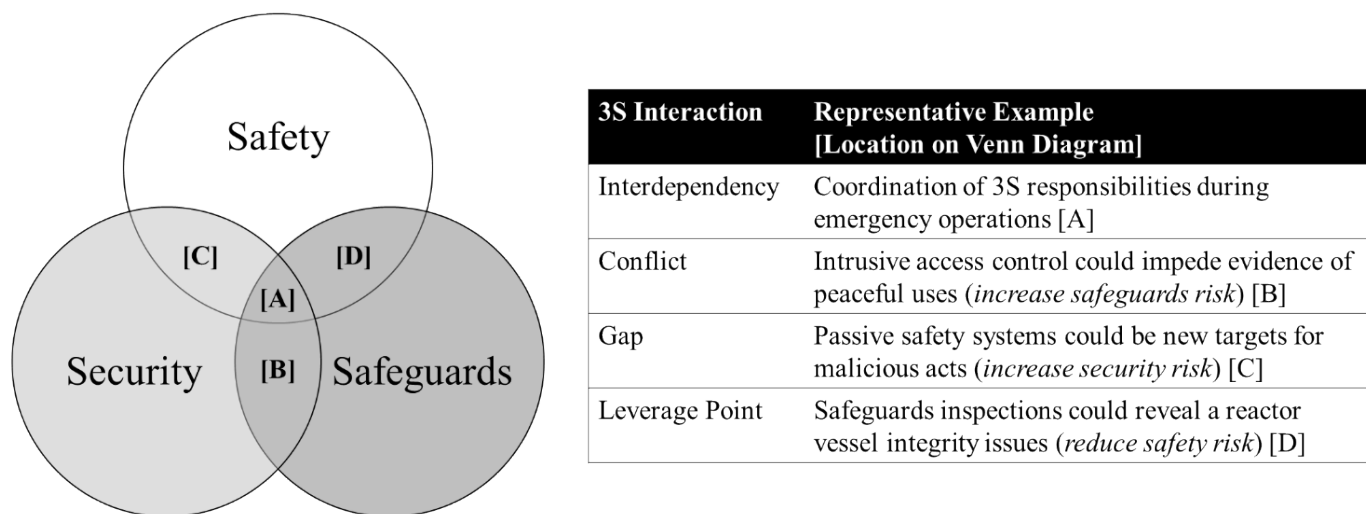 Safety
[C]
[D]
[A]
Security
[B]
Safeguards
3S Interaction
Representative Example
[Location on Venn Diagram]
Interdependency
Coordination of 3S responsibilities during
emergency operations [A]
Conflict
Intrusive access control could impede evidence of
peaceful uses (increase safeguards risk) [B]
Gap
Passive safety systems could be new targets for
malicious acts (increase security risk) [C]
Leverage Point
Safeguards inspections could reveal a reactor
vessel integrity issues (reduce safety risk) [D]